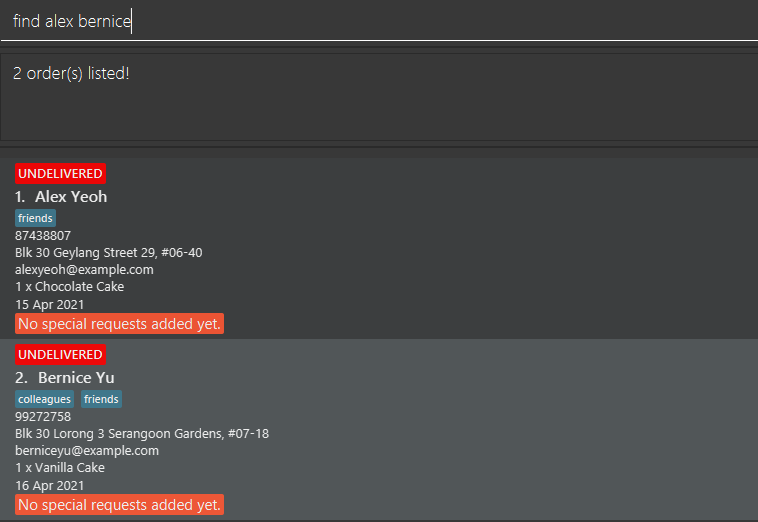 find alex bernice
2 order(s) listed!
UNDELIVERED
1. Alex Yeoh
friends
87438807
Blk 30 Geylang Street 29, #06-40
alexyeoh@example.com
1 x Chocolate Cake
15 Apr 2021
No special requests added yet.
UNDELIVERED
2. Bernice Yu
colleagues friends
99272758
Blk 30 Lorong 3 Serangoon Gardens, #07-18
berniceyu@example.com
1 x Vanilla Cake
16 Apr 2021
No special requests added yet.